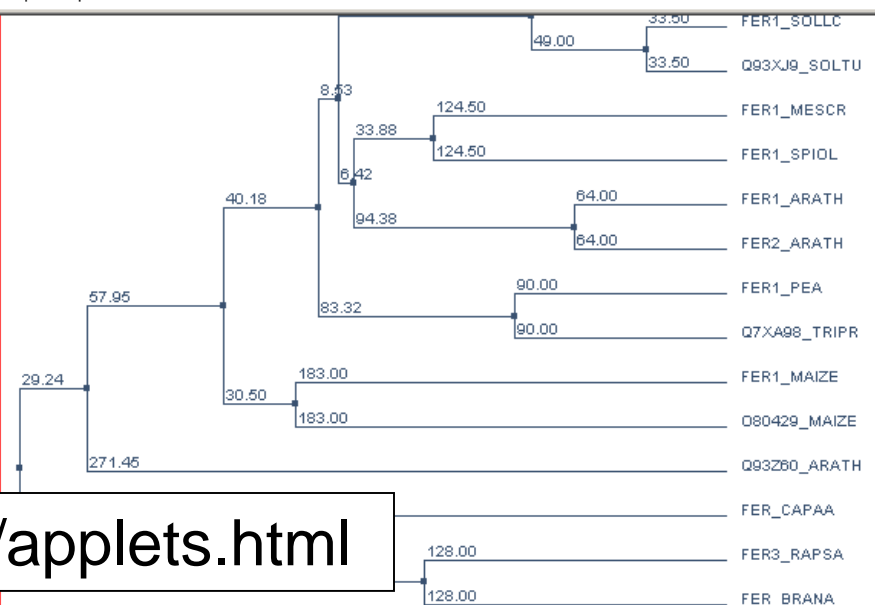 33.50 FER1_SOLLC
49.00
33.50 Q93XJ9_SOLTU
8.53
124.50 FER1_MESCR
33.88
124.50 FER1_SPIOL
6.42
40.18 64.00 FER1_ARATH
94.38
64.00 FER2_ARATH
90.00 FER1_PEA
57.95
83.32
90.00 Q7XA98_TRIPR
183.00 FER1_MAIZE
29.24
30.50
183.00 O80429_MAIZE
271.45 Q93Z60_ARATH
FER_CAPAA
/applets.html
128.00 FER3_RAPSA
128.00 FER_BRANA